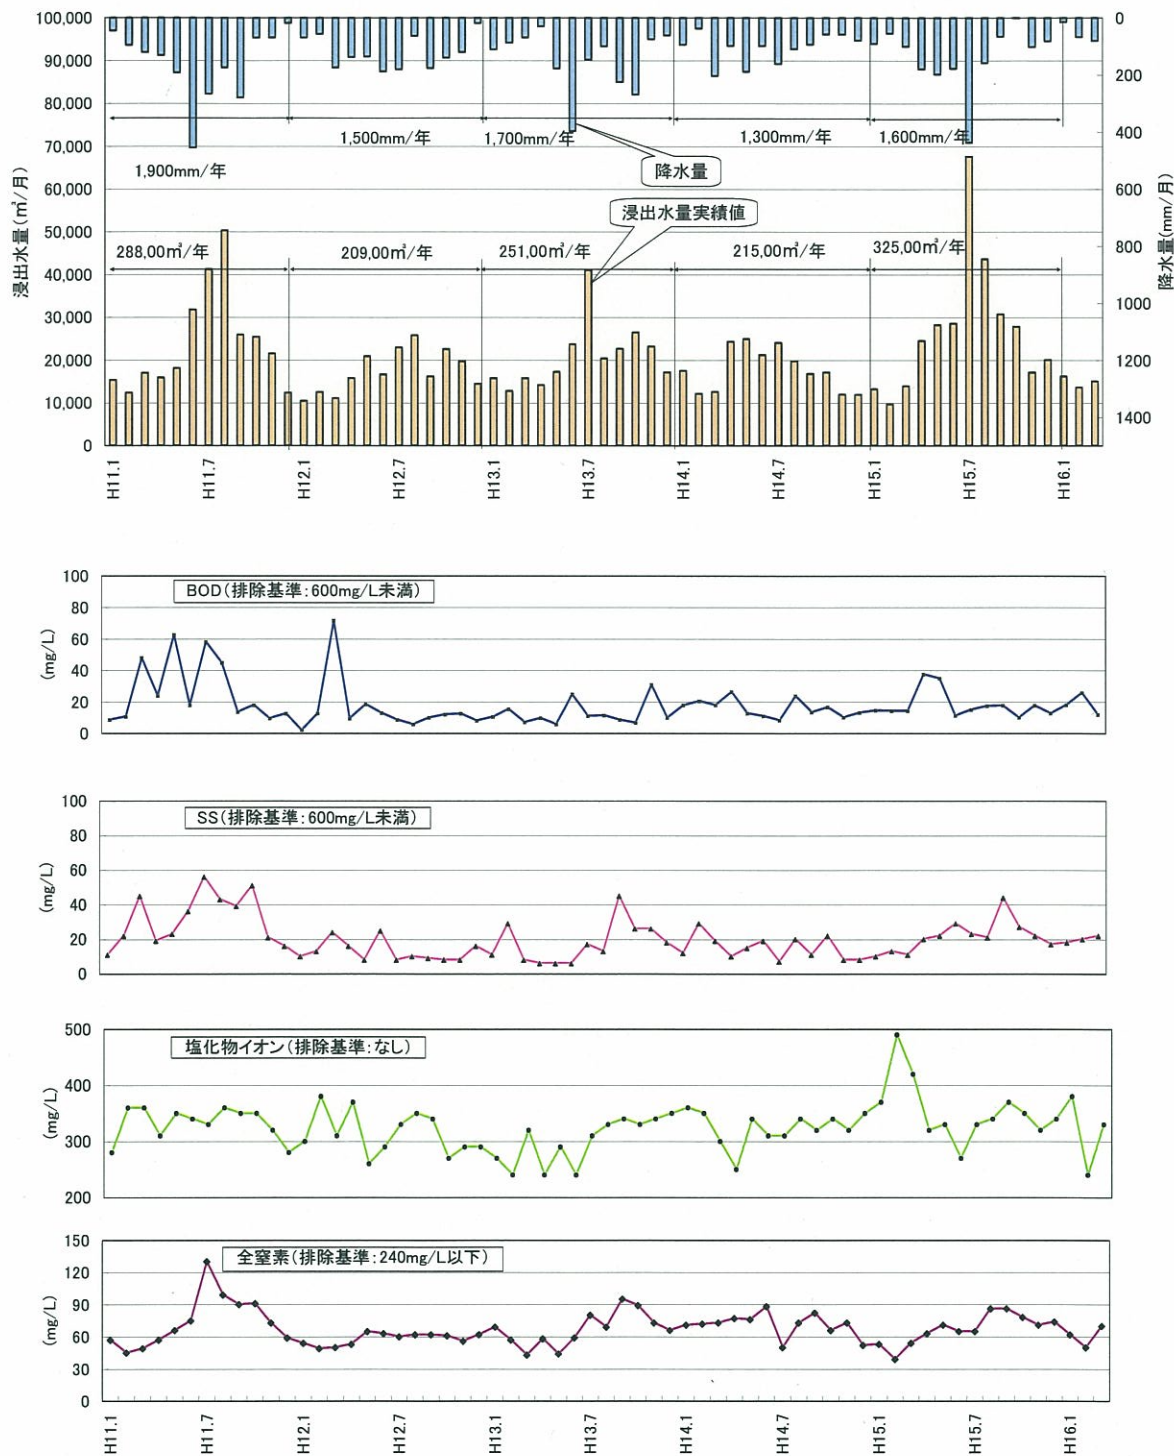 100,000
90,000
80,000
70,000
60,000
50,000
40,000
30,000
20,000
10,000
0
浸出水量(㎥/月)
0
200
400
600
800
1000
1200
1400
降水量(mm/月)
1,900mm/年
1,500mm/年
1,700mm/年
1,300mm/年
1,600mm/年
降水量
浸出水量実績値
288,00㎥/年
209,00㎥/年
251,00㎥/年
215,00㎥/年
325,00㎥/年
H11.1
H11.7
H12.1
H12.7
H13.1
H13.7
H14.1
H14.7
H15.1
H15.7
H16.1
BOD(排除基準:600mg/L未満)
100
80
60
40
20
0
(mg/L)
SS(排除基準:600mg/L未満)
100
80
60
40
20
0
(mg/L)
塩化物イオン(排除基準:なし)
500
400
300
200
(mg/L)
全窒素(排除基準:240mg/L以下)
150
120
90
60
30
0
(mg/L)
H11.1
H11.7
H12.1
H12.7
H13.1
H13.7
H14.1
H14.7
H15.1
H15.7
H16.1